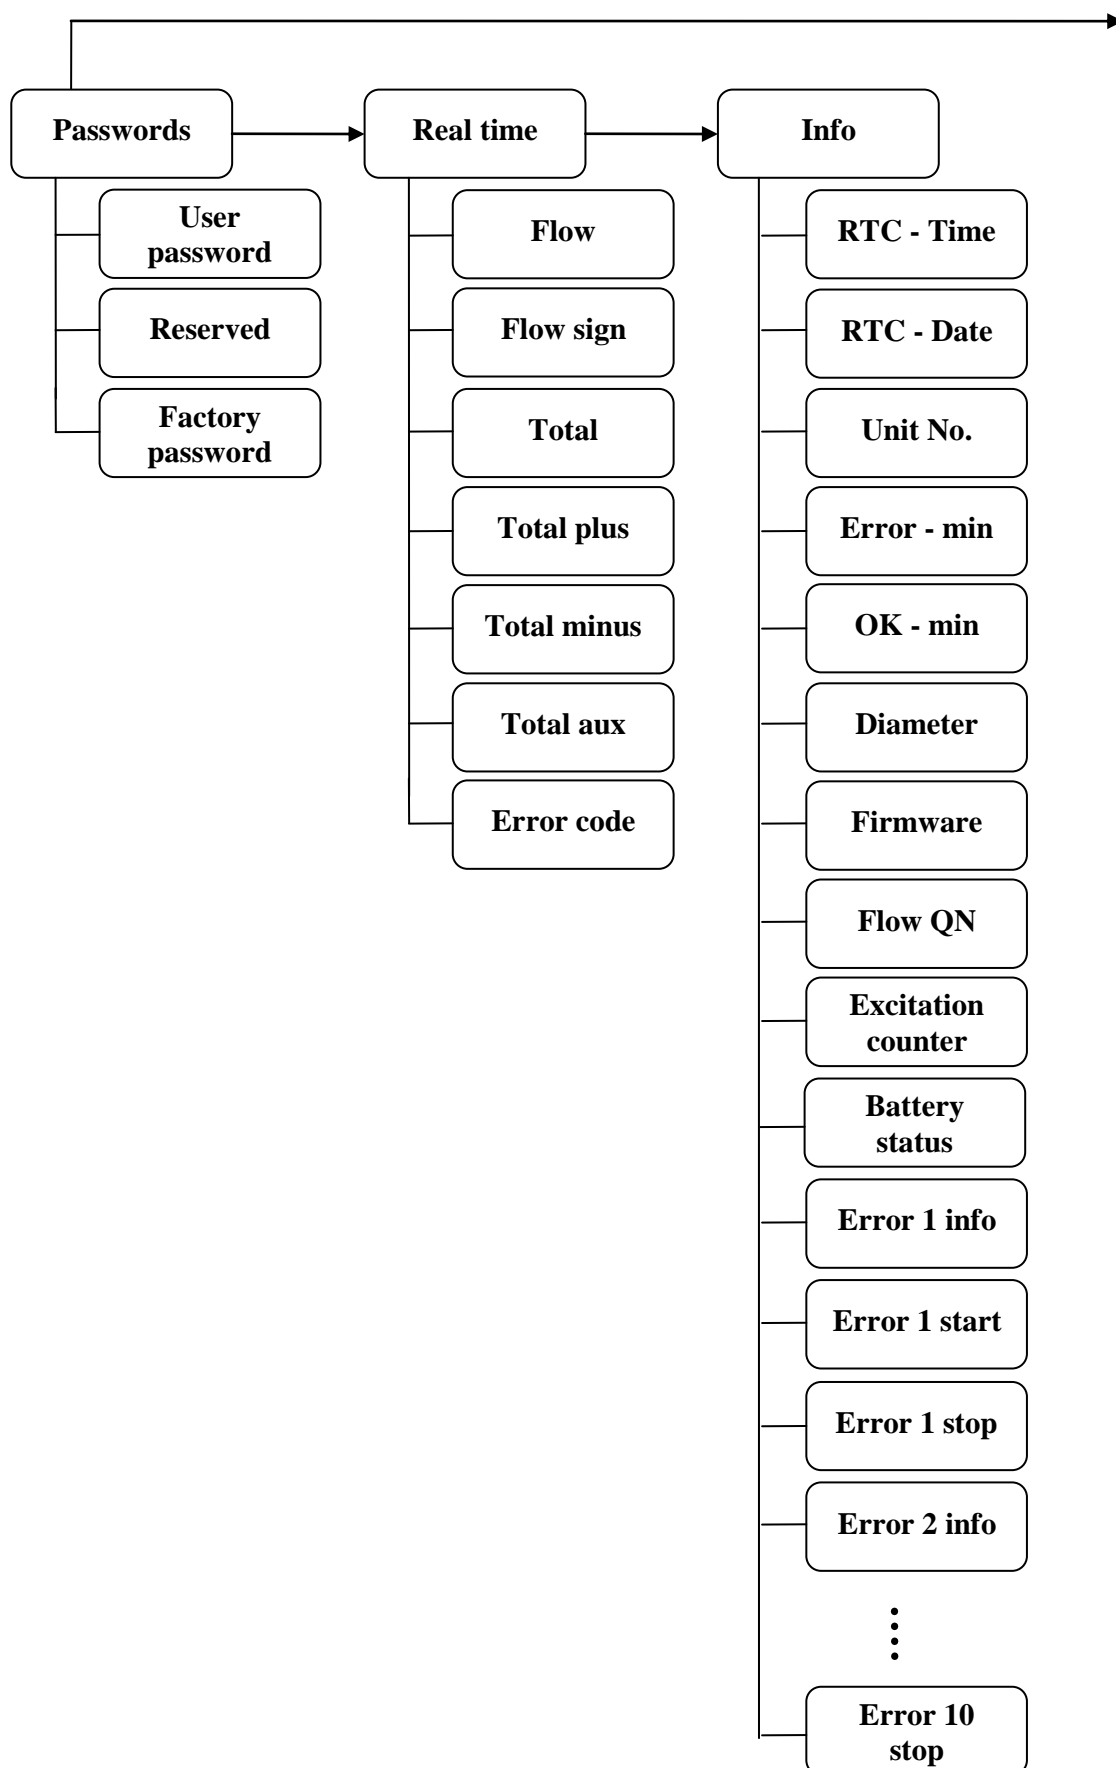 Passwords
User
password
Reserved
Factory
password
Real time
Flow
Flow sign
Total
Total plus
Total minus
Total aux
Error code
Info
RTC - Time
RTC - Date
Unit No.
Error - min
OK - min
Diameter
Firmware
Flow QN
Excitation
counter
Battery
status
Error 1 info
Error 1 start
Error 1 stop
Error 2 info
Error 10
stop